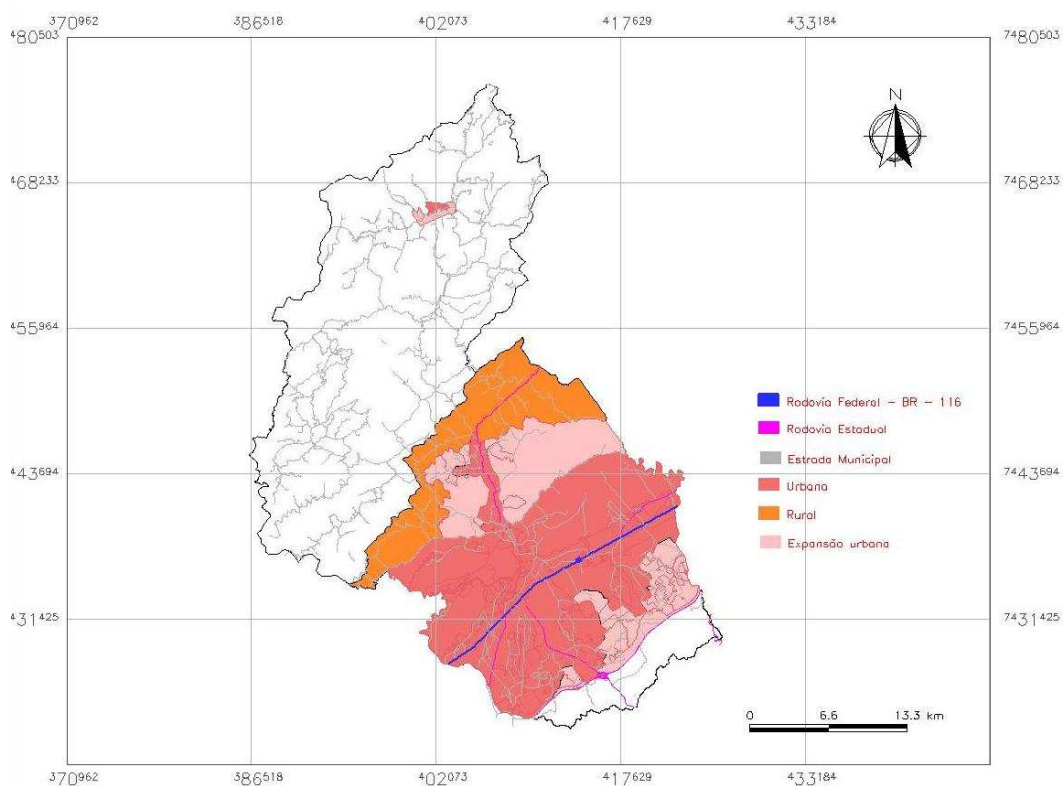 370962 386518 402073 417629 433184
480503 7480503
N
468233 7468233
455964 7455964
Rodovia Federal - BR - 116
Rodovia Estadual
Estrada Municipal
443694 7443694
Urbana
Rural
Expansão urbana
431425 7431425
0 6.6 13.3 km
370962 386518 402073 417629 433184